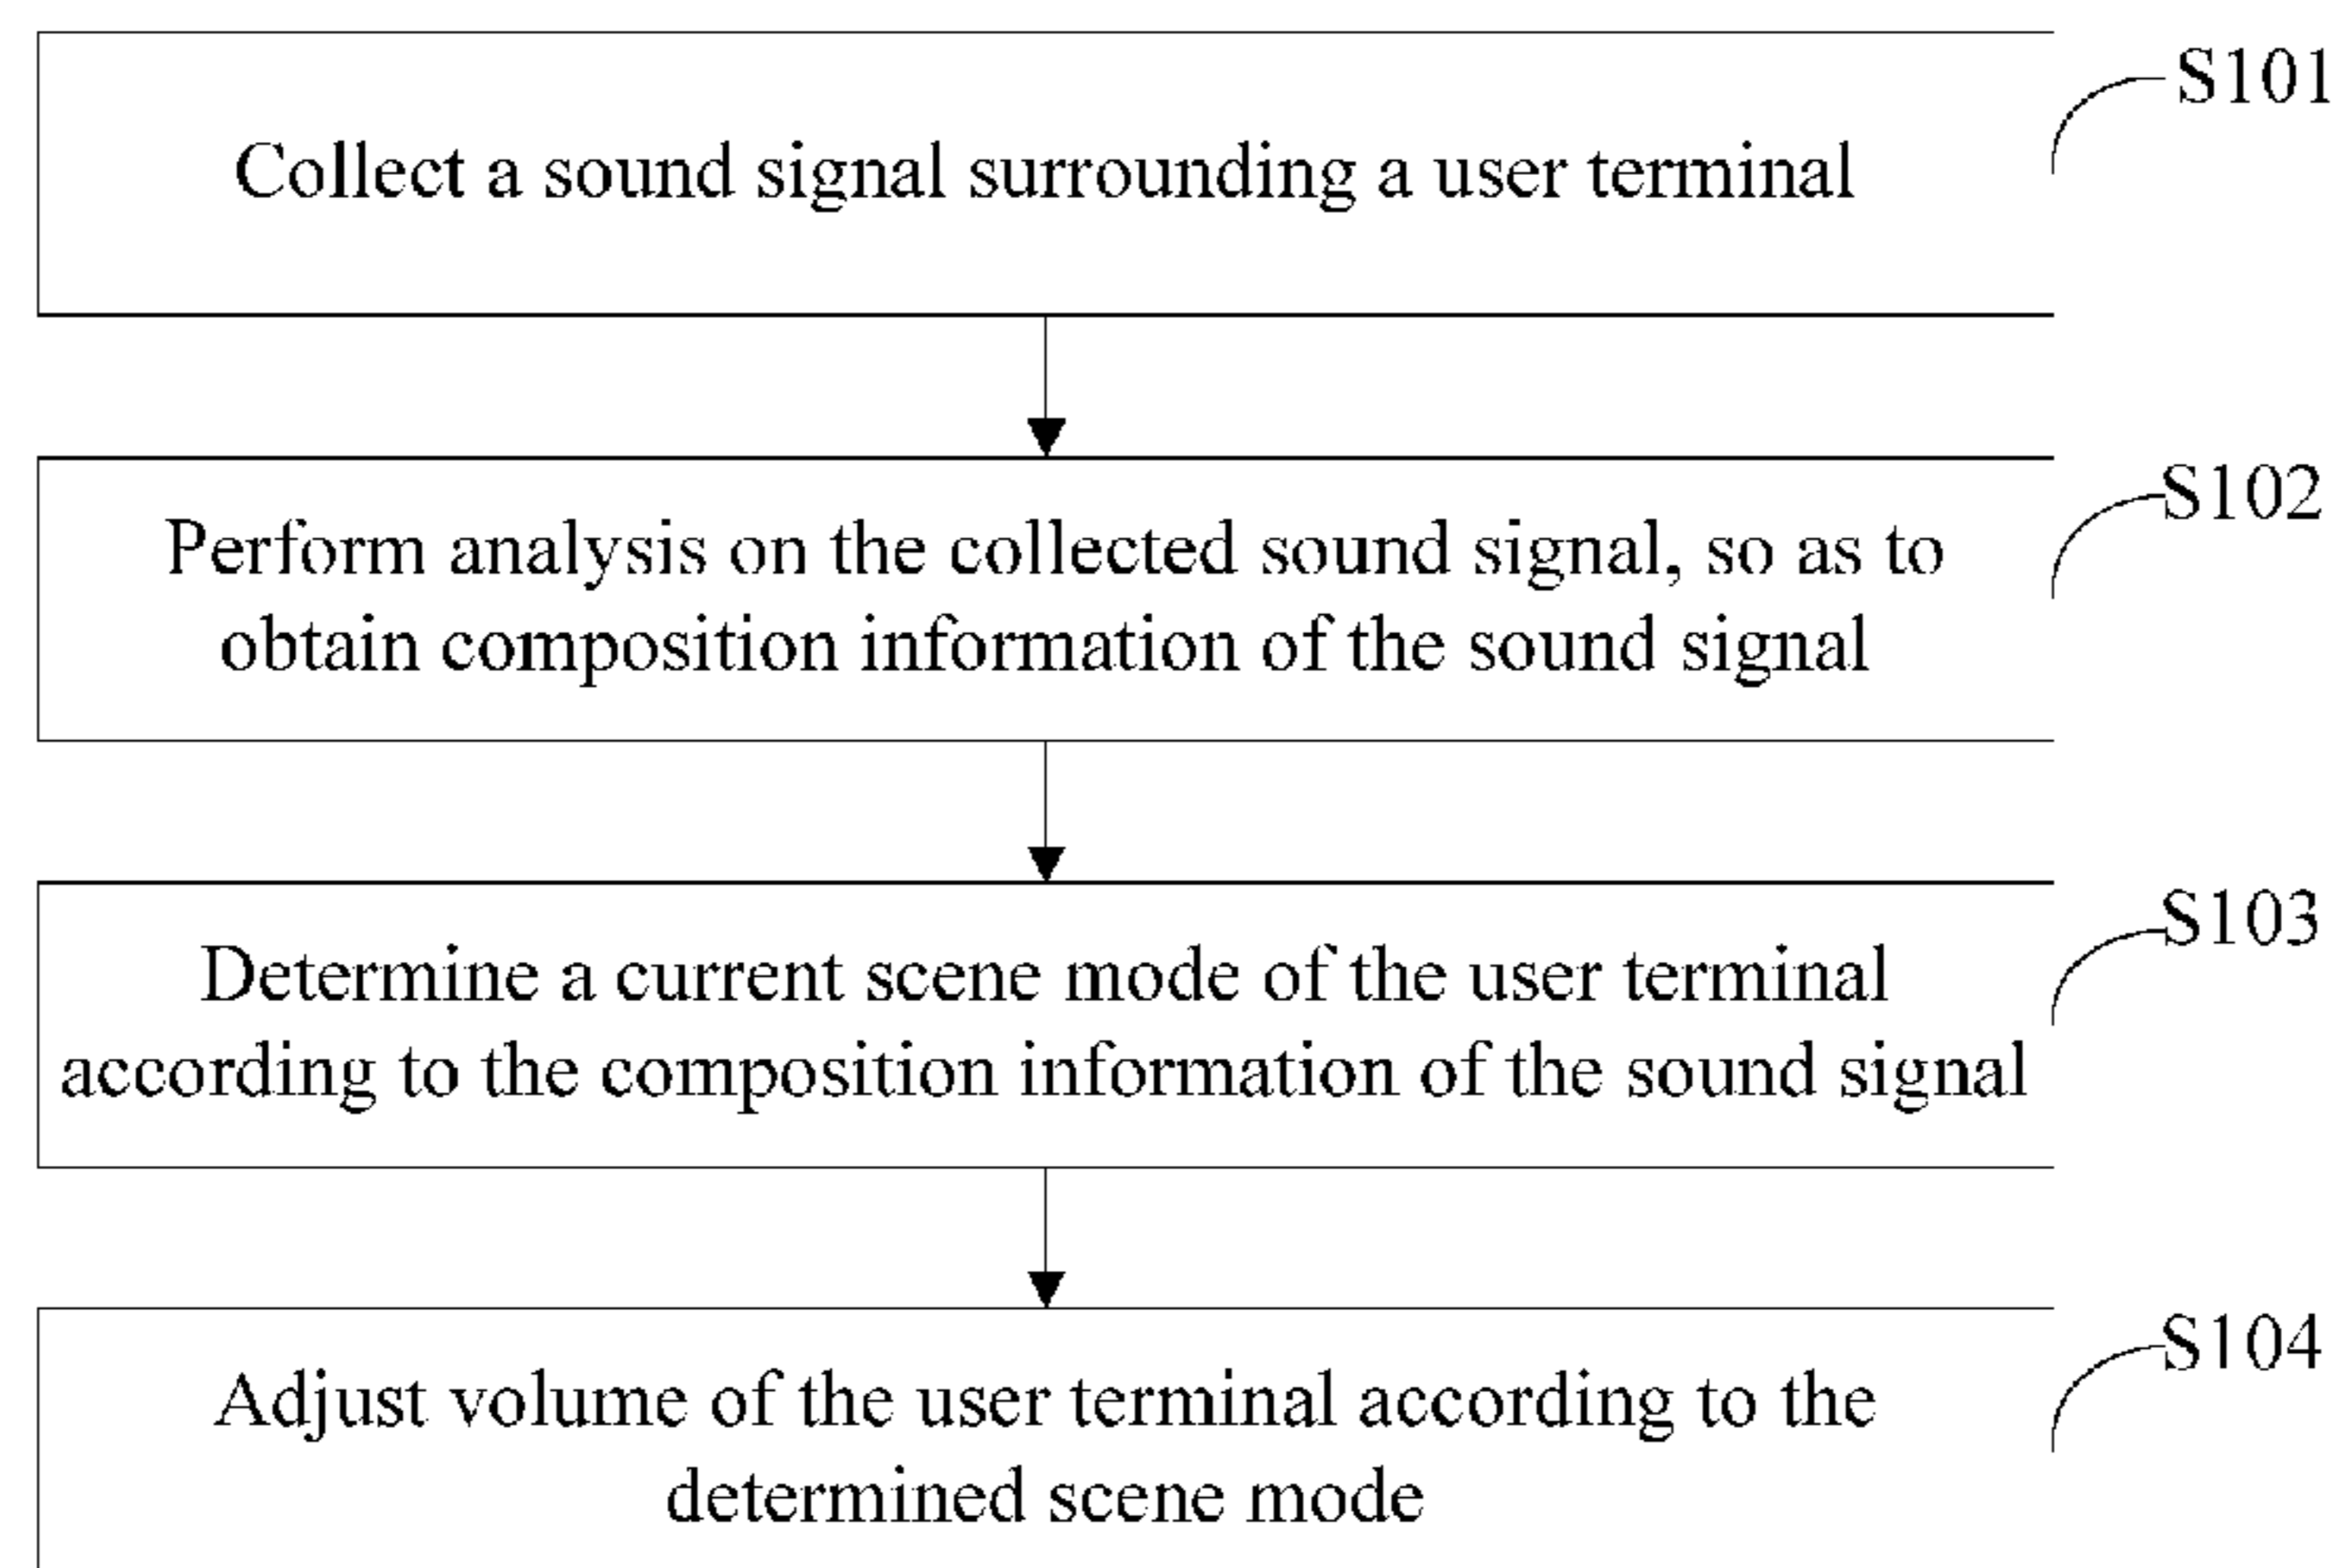 S101
Collect a sound signal surrounding a user terminal
S102
Perform analysis on the collected sound signal, so as to
obtain composition information of the sound signal
S103
Determine a current scene mode of the user terminal
according to the composition information of the sound signal
S104
Adjust volume of the user terminal according to the
determined scene mode